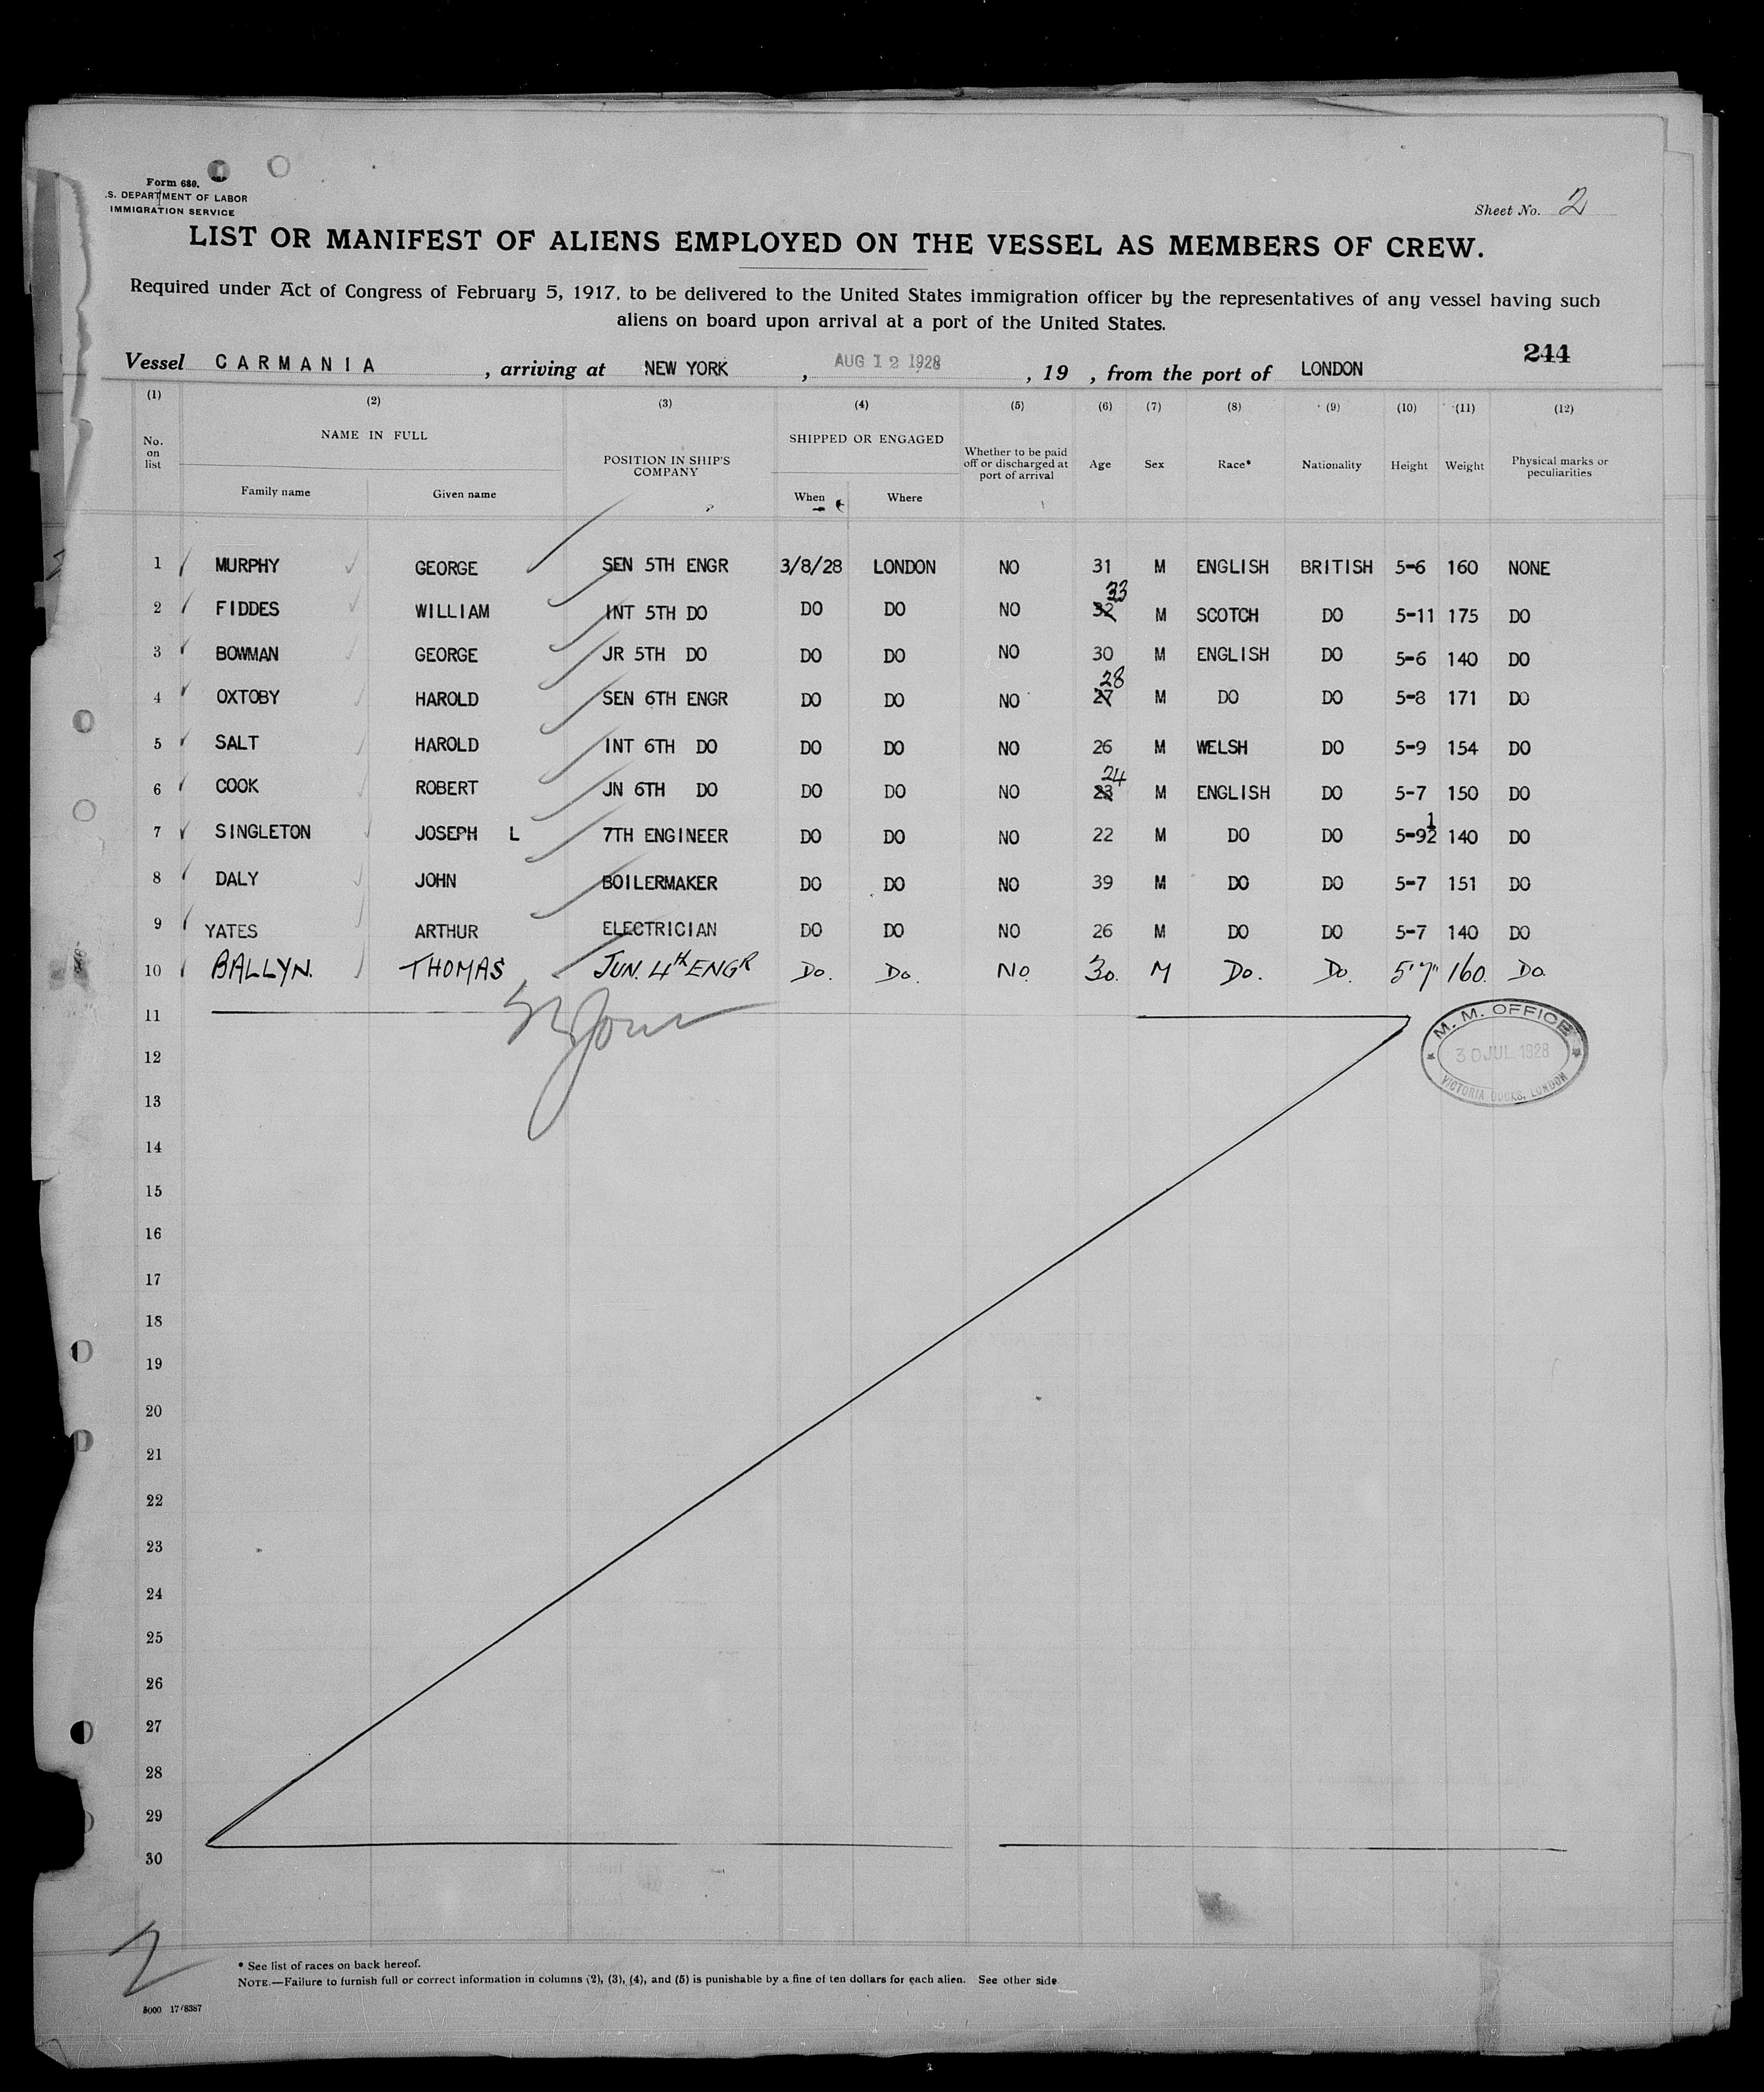 Form 680.
.S. DEPARTMENT OF LABOR
IMMIGRATION SERVICE
Sheet No. 2
LIST OR MANIFEST OF ALIENS EMPLOYED ON THE VESSEL AS MEMBERS OF CREW.
Required under Act of Congress of February 5, 1917, to be delivered to the United States immigration officer by the representatives of any vessel having such
aliens on board upon arrival at a port of the United States.
244
Vessel CARMANIA , arriving at NEW YORK , AUG 12 1928 , 19 , from the port of LONDON
(1) (2) (3) (4) (5) (6) (7) (8) (9) (10) (11) (12)
No. on list NAME IN FULL Family name Given name POSITION IN SHIP'S COMPANY SHIPPED OR ENGAGED When Where Whether to be paid off or discharged at port of arrival Age Sex Race* Nationality Height Weight Physical marks or peculiarities
1 MURPHY GEORGE SEN 5TH ENGR 3/8/28 LONDON NO 31 M ENGLISH BRITISH 5-6 160 NONE
2 FIDDES WILLIAM INT 5TH DO DO DO NO 32 33 M SCOTCH DO 5-11 175 DO
3 BOWMAN GEORGE JR 5TH DO DO DO NO 30 M ENGLISH DO 5-6 140 DO
4 OXTOBY HAROLD SEN 6TH ENGR DO DO NO 27 28 M DO DO 5-8 171 DO
5 SALT HAROLD INT 6TH DO DO DO NO 26 M WELSH DO 5-9 154 DO
6 COOK ROBERT JN 6TH DO DO DO NO 23 24 M ENGLISH DO 5-7 150 DO
7 SINGLETON JOSEPH L 7TH ENGINEER DO DO NO 22 M DO DO 5-9½ 140 DO
8 DALY JOHN BOILERMAKER DO DO NO 39 M DO DO 5-7 151 DO
9 YATES ARTHUR ELECTRICIAN DO DO NO 26 M DO DO 5-7 140 DO
10 BALLYN. THOMAS JUN. 4th ENGR Do. Do. No. 30. M Do. Do. 5'7" 160. Do.
11
M. M. OFFICE
12
30 JUL 1928
VICTORIA DOCKS, LONDON
13
14
15
16
17
18
19
20
21
22
23
24
25
26
27
28
29
30
2
* See list of races on back hereof.
NOTE.—Failure to furnish full or correct information in columns (2), (3), (4), and (5) is punishable by a fine of ten dollars for each alien. See other side
5000 17/8387